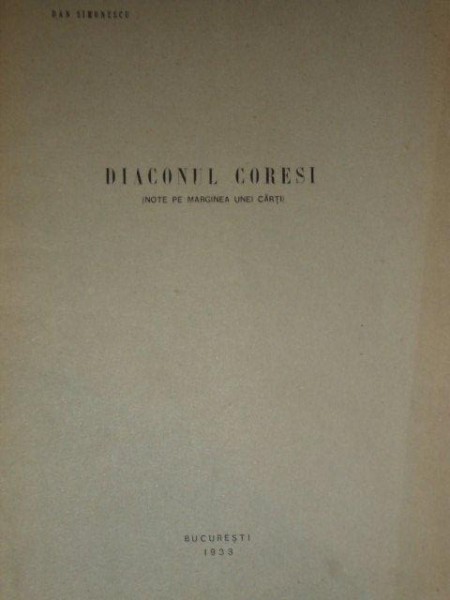 DAN SIMONESCU
DIACONUL CORESI
(NOTE PE MARGINEA UNEI CĂRȚI)
BUCUREȘTI
1933